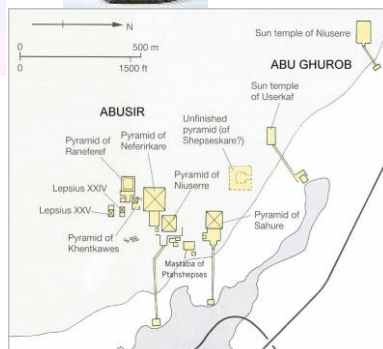 N
0 500 m
0 1500 ft
Sun temple of Niuserre
ABU GHUROB
Sun temple
of Userkaf
ABUSIR
Unfinished
pyramid (of
Shepseskare?)
Pyramid of
Raneferef
Pyramid of
Neferirkare
Lepsius XXIV
Lepsius XXV
Pyramid of
Niuserre
Pyramid of
Khentkawes
Pyramid of
Sahure
Mastaba of
Ptahshepses